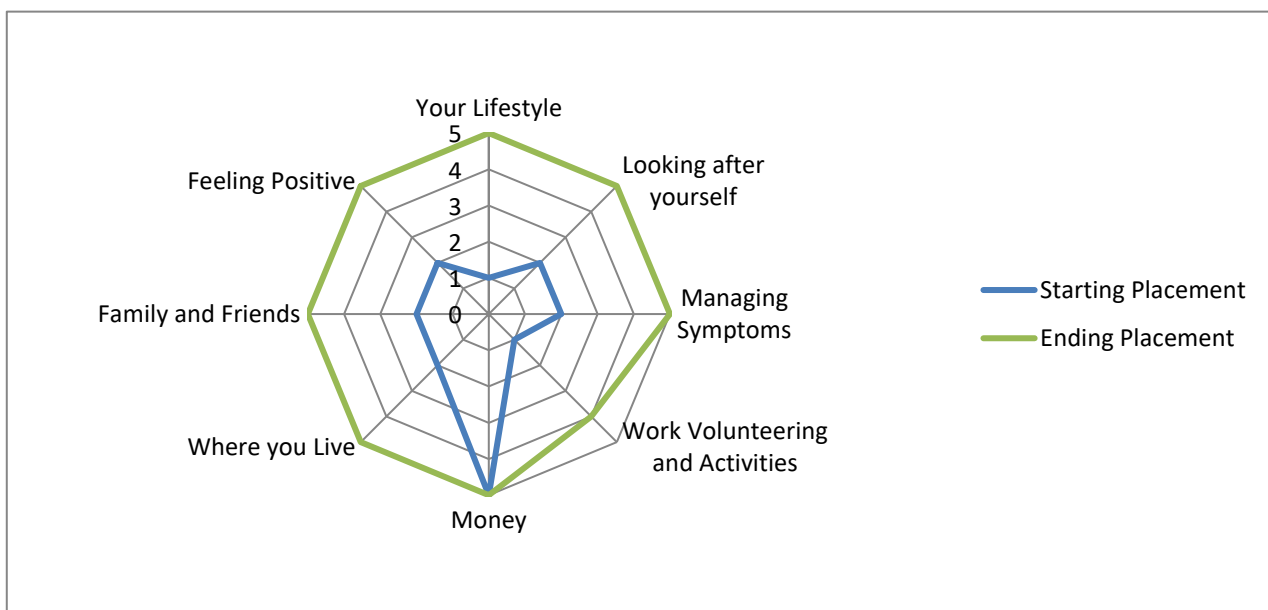 Your Lifestyle
5
4
3
2
1
0
Looking after
yourself
Managing
Symptoms
Work Volunteering
and Activities
Money
Where you Live
Family and Friends
Feeling Positive
Starting Placement
Ending Placement